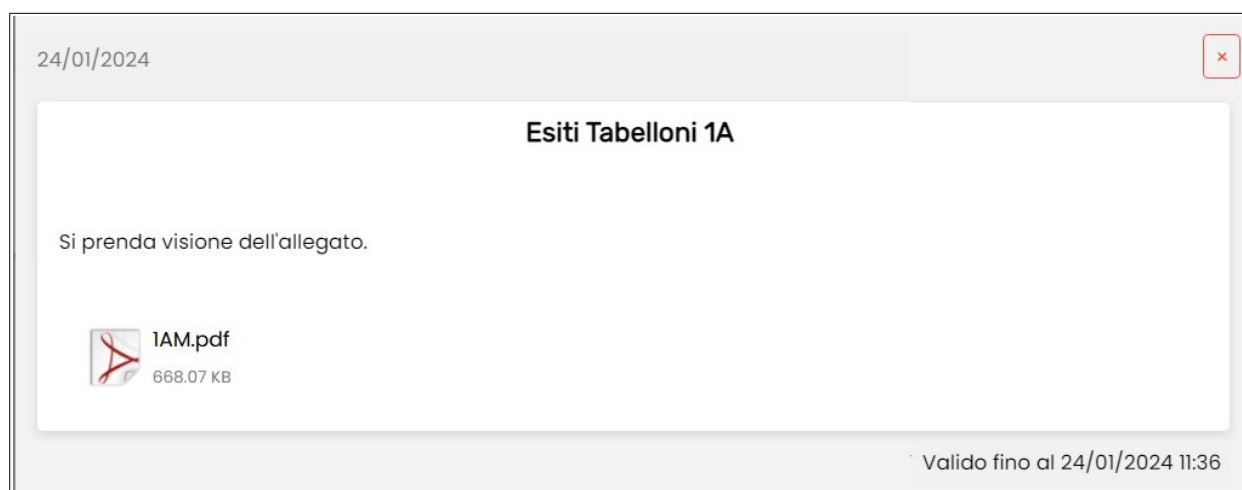 24/01/2024
×
Esiti Tabelloni 1A
Si prenda visione dell'allegato.
1AM.pdf
668.07 KB
Valido fino al 24/01/2024 11:36